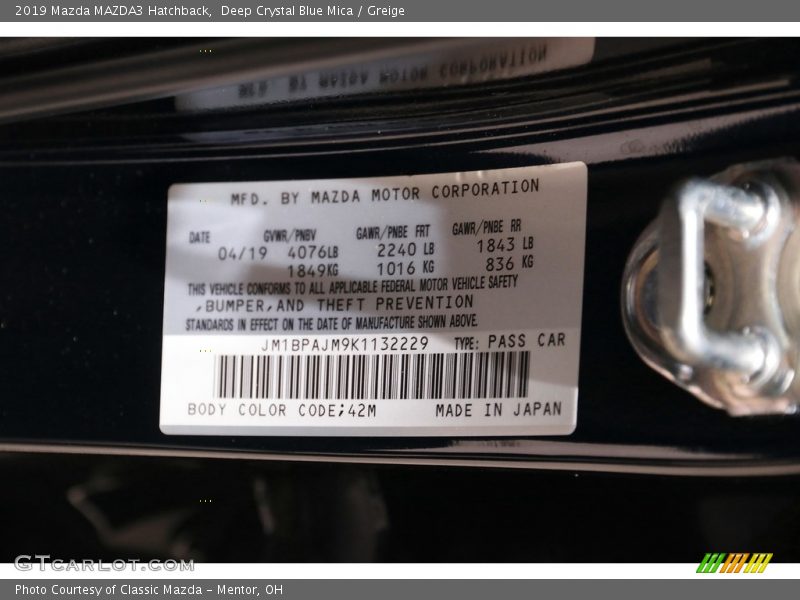 2019 Mazda MAZDA3 Hatchback,  Deep Crystal Blue Mica / Greige
MFD. BY MAZDA MOTOR CORPORATION
DATE GVWR/PNBV GAWR/PNBE FRT GAWR/PNBE RR
04/19 4076LB 2240 LB 1843 LB
1849KG 1016 KG 836 KG
THIS VEHICLE CONFORMS TO ALL APPLICABLE FEDERAL MOTOR VEHICLE SAFETY
,BUMPER,AND THEFT PREVENTION
STANDARDS IN EFFECT ON THE DATE OF MANUFACTURE SHOWN ABOVE.
JM1BPAJM9K1132229 TYPE: PASS CAR
BODY COLOR CODE;42M MADE IN JAPAN
GTcarlot.com
Photo Courtesy of Classic Mazda - Mentor, OH